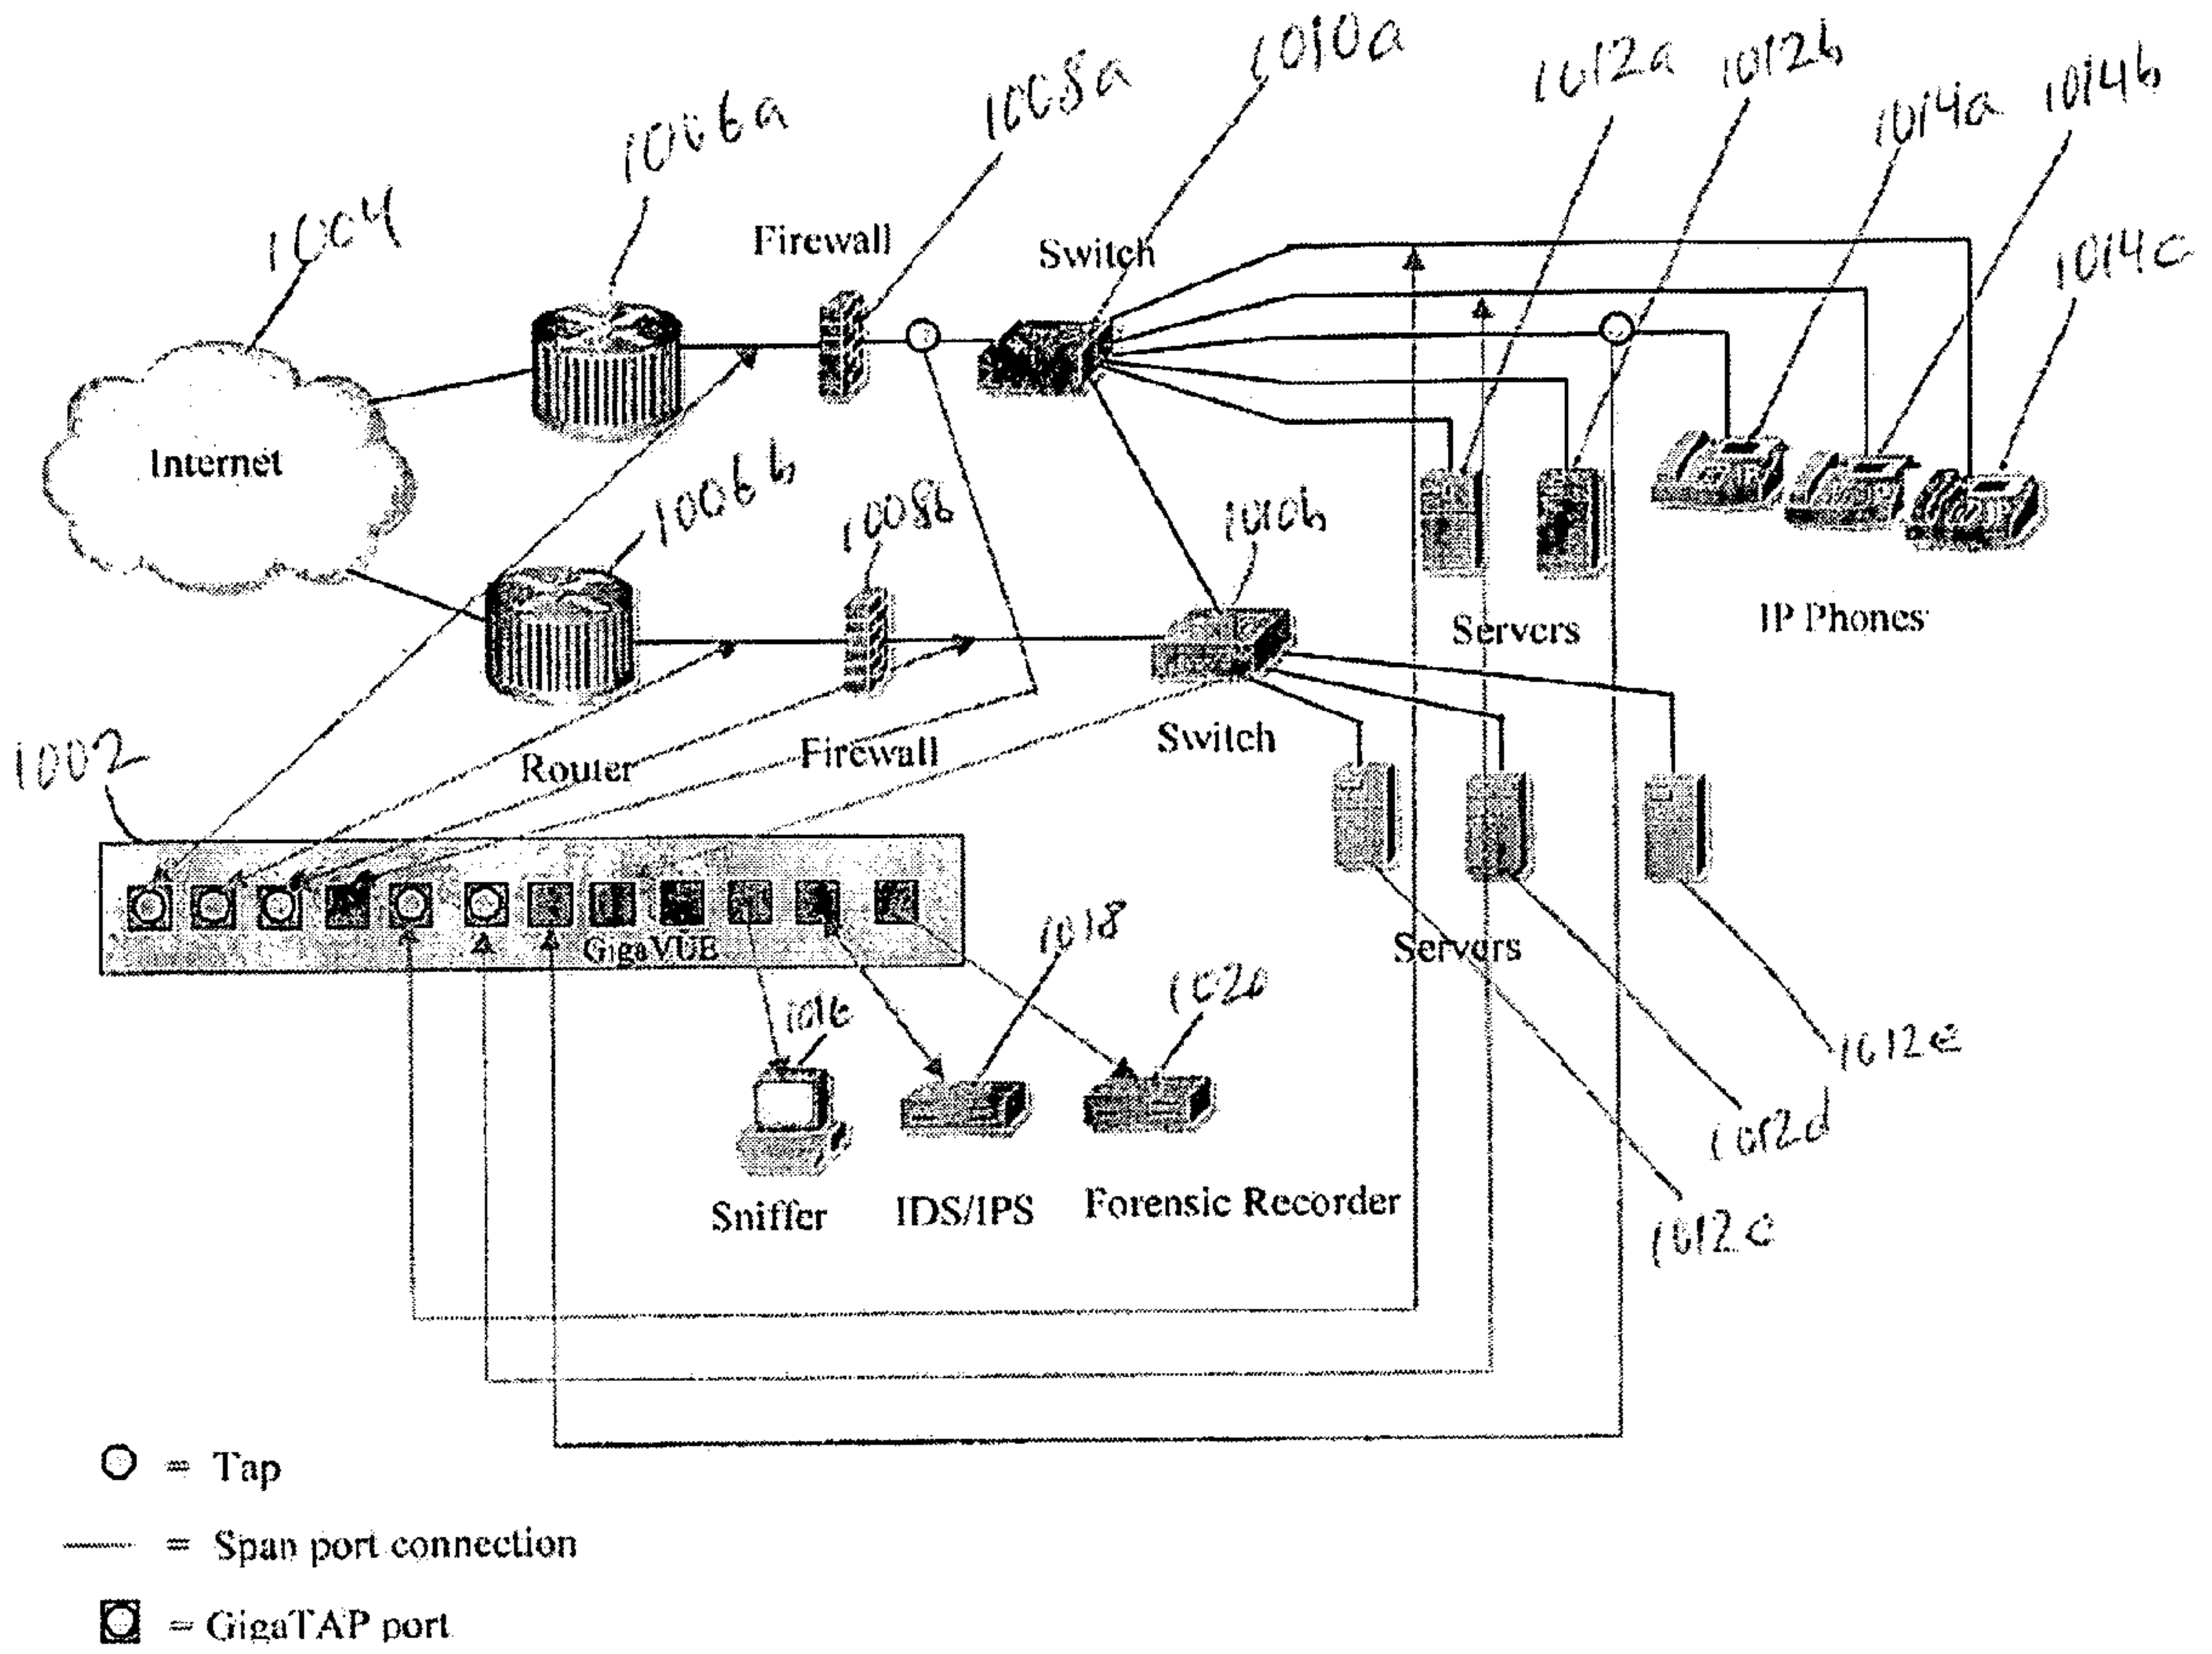 1010a
1012a
1012b
1008a
1014a
1014b
1006a
1004
Firewall
Switch
1014c
Internet
1006b
1008b
1010b
Servers
IP Phones
1002
Router
Firewall
Switch
GigaVUE
1018
Servers
1016
1020
1012e
1012d
Sniffer
IDS/IPS
Forensic Recorder
1012c
= Tap
= Span port connection
= GigaTAP port